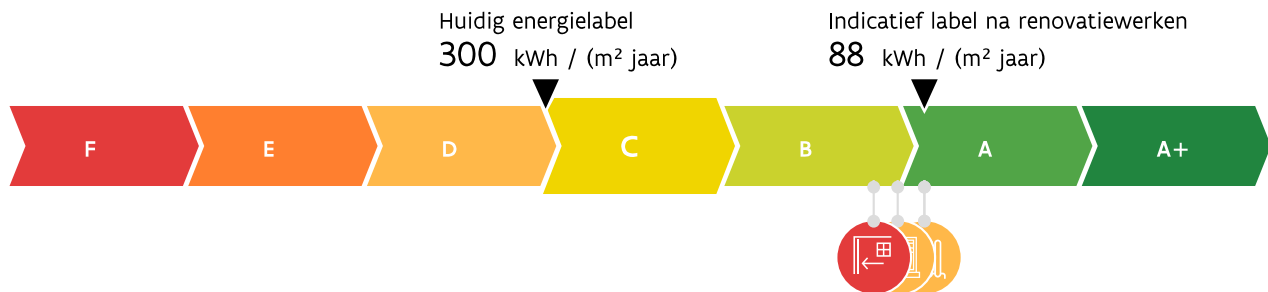 Huidig energielabel
300 kWh / (m² jaar)
Indicatief label na renovatiewerken
88 kWh / (m² jaar)
F E D C B A A+